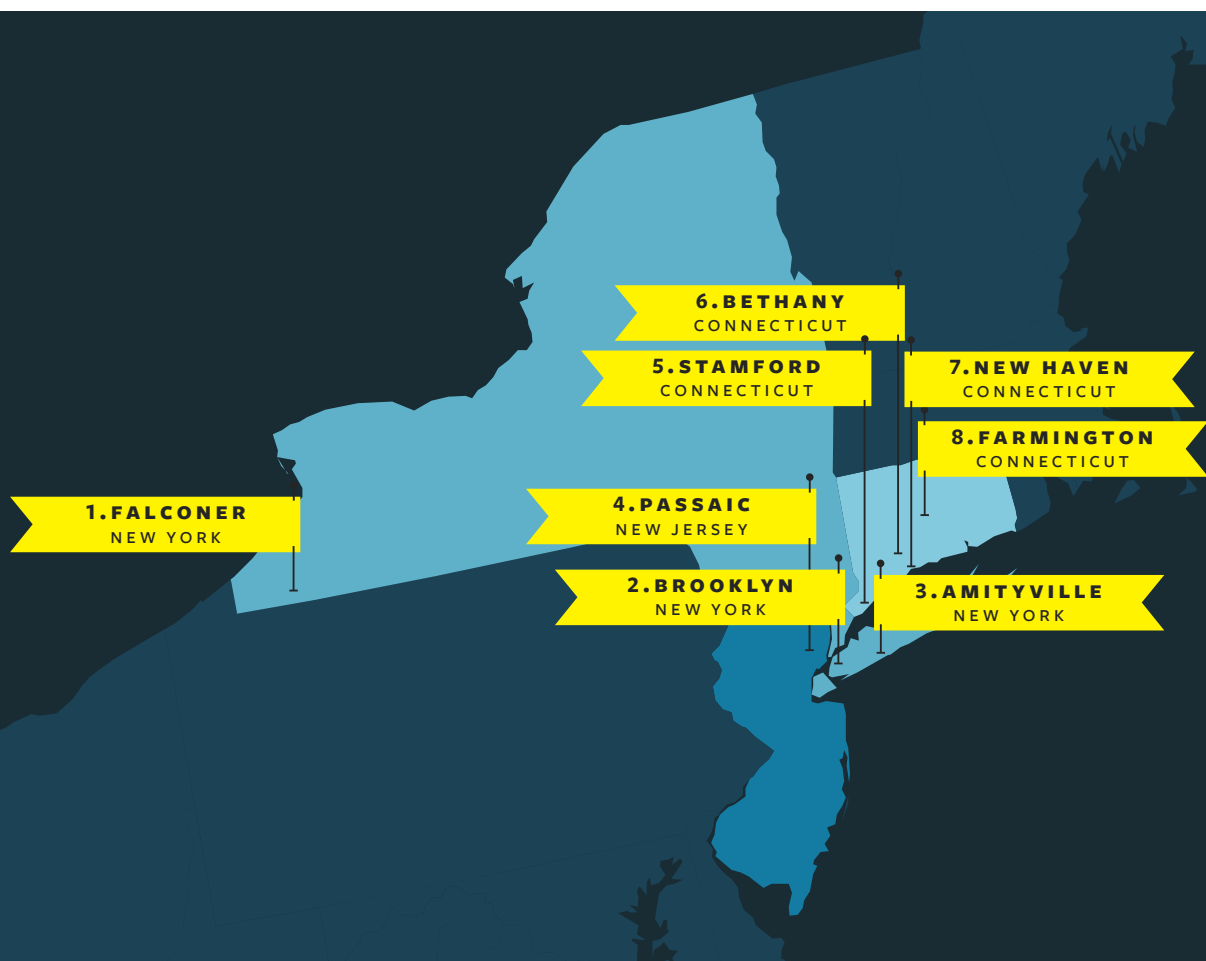 6.BETHANY
CONNECTICUT
5.STAMFORD
CONNECTICUT
7.NEW HAVEN
CONNECTICUT
8.FARMINGTON
CONNECTICUT
4.PASSAIC
NEW JERSEY
1.FALCONER
NEW YORK
2.BROOKLYN
NEW YORK
3.AMITYVILLE
NEW YORK